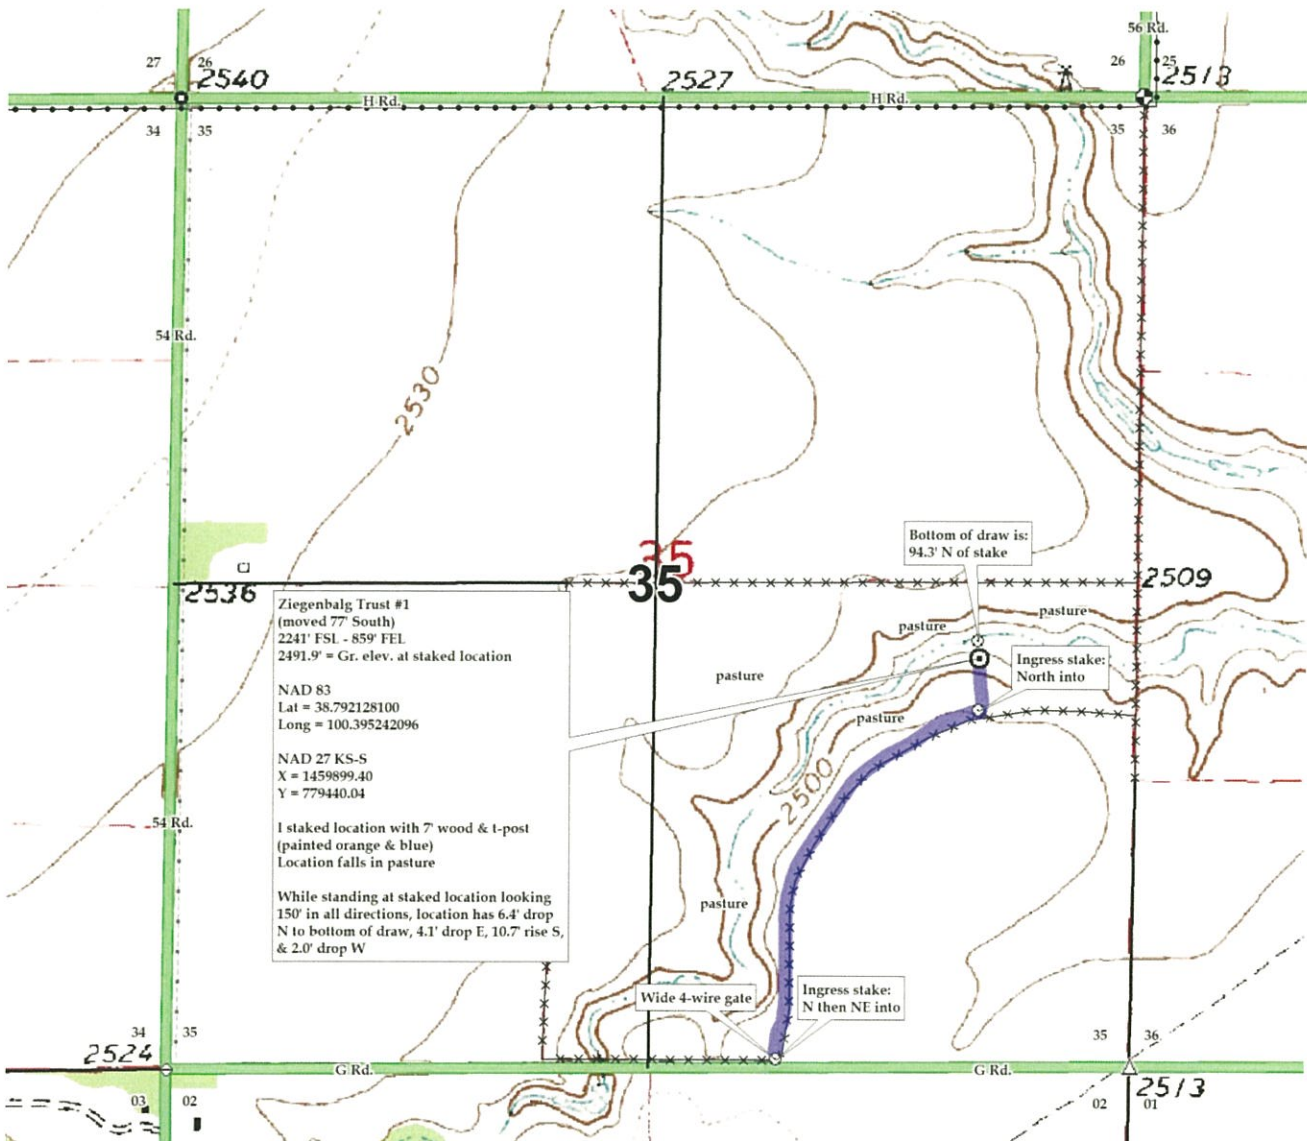 56 Rd.
27 26
26 25
2540
2527
2513
H Rd.
H Rd.
34 35
35 36
54 Rd.
2530
Bottom of draw is:
94.3' N of stake
35
35
2536
2509
Ziegenbalg Trust #1
(moved 77' South)
2241' FSL - 859' FEL
2491.9' = Gr. elev. at staked location
NAD 83
Lat = 38.792128100
Long = 100.395242096
NAD 27 KS-S
X = 1459899.40
Y = 779440.04
I staked location with 7' wood & t-post
(painted orange & blue)
Location falls in pasture
While standing at staked location looking
150' in all directions, location has 6.4' drop
N to bottom of draw, 4.1' drop E, 10.7' rise S,
& 2.0' drop W
pasture
pasture
pasture
Ingress stake:
North into
pasture
2500
54 Rd.
pasture
Wide 4-wire gate
Ingress stake:
N then NE into
34 35
35 36
2524
G Rd.
G Rd.
2513
03 02
02 01